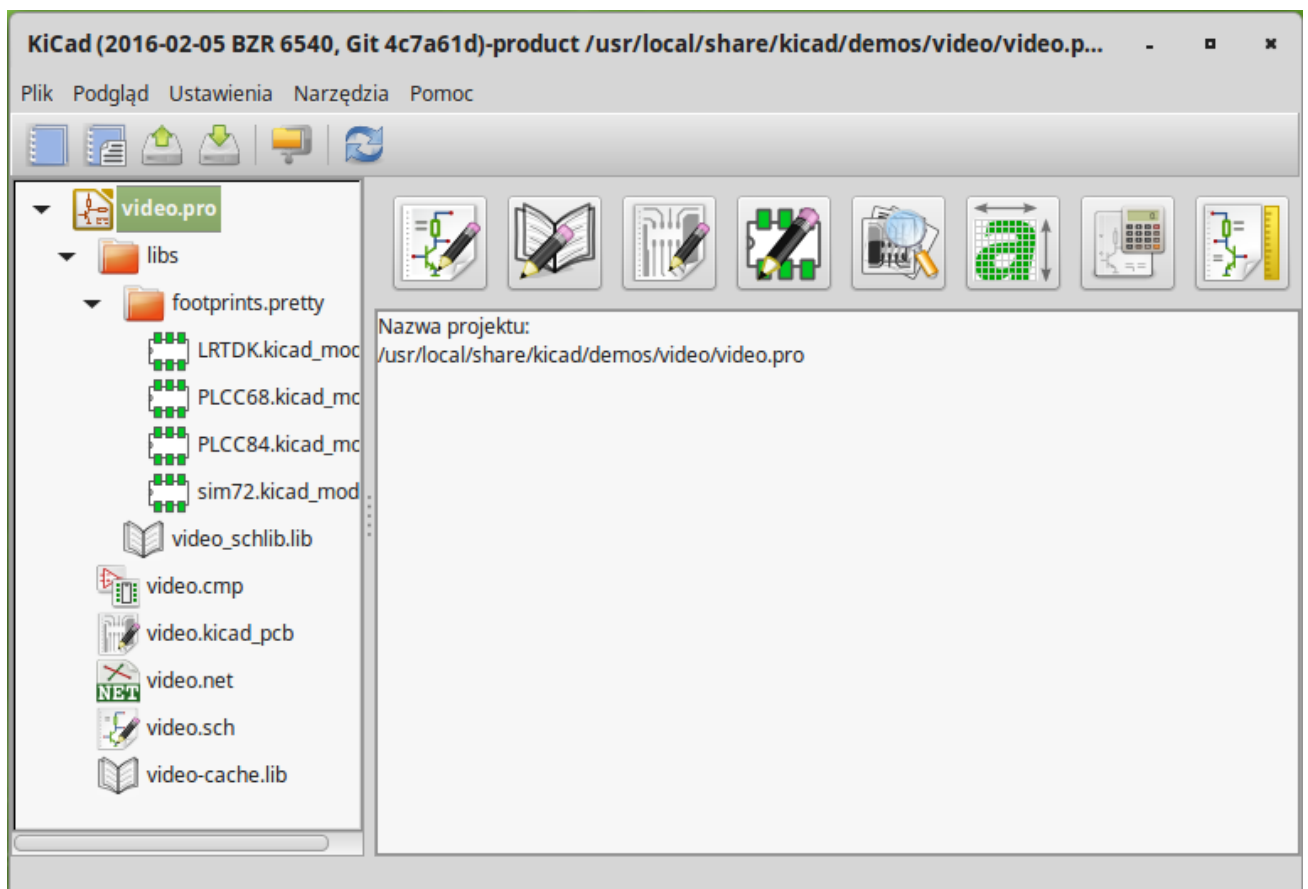 KiCad (2016-02-05 BZR 6540, Git 4c7a61d)-product /usr/local/share/kicad/demos/video/video.p...
Plik Podgląd Ustawienia Narzędzia Pomoc
video.pro
libs
footprints.pretty
LRTDK.kicad_moc
PLCC68.kicad_mc
PLCC84.kicad_mc
sim72.kicad_mod
video_schlib.lib
video.cmp
video.kicad_pcb
NET video.net
video.sch
video-cache.lib
Nazwa projektu:
/usr/local/share/kicad/demos/video/video.pro